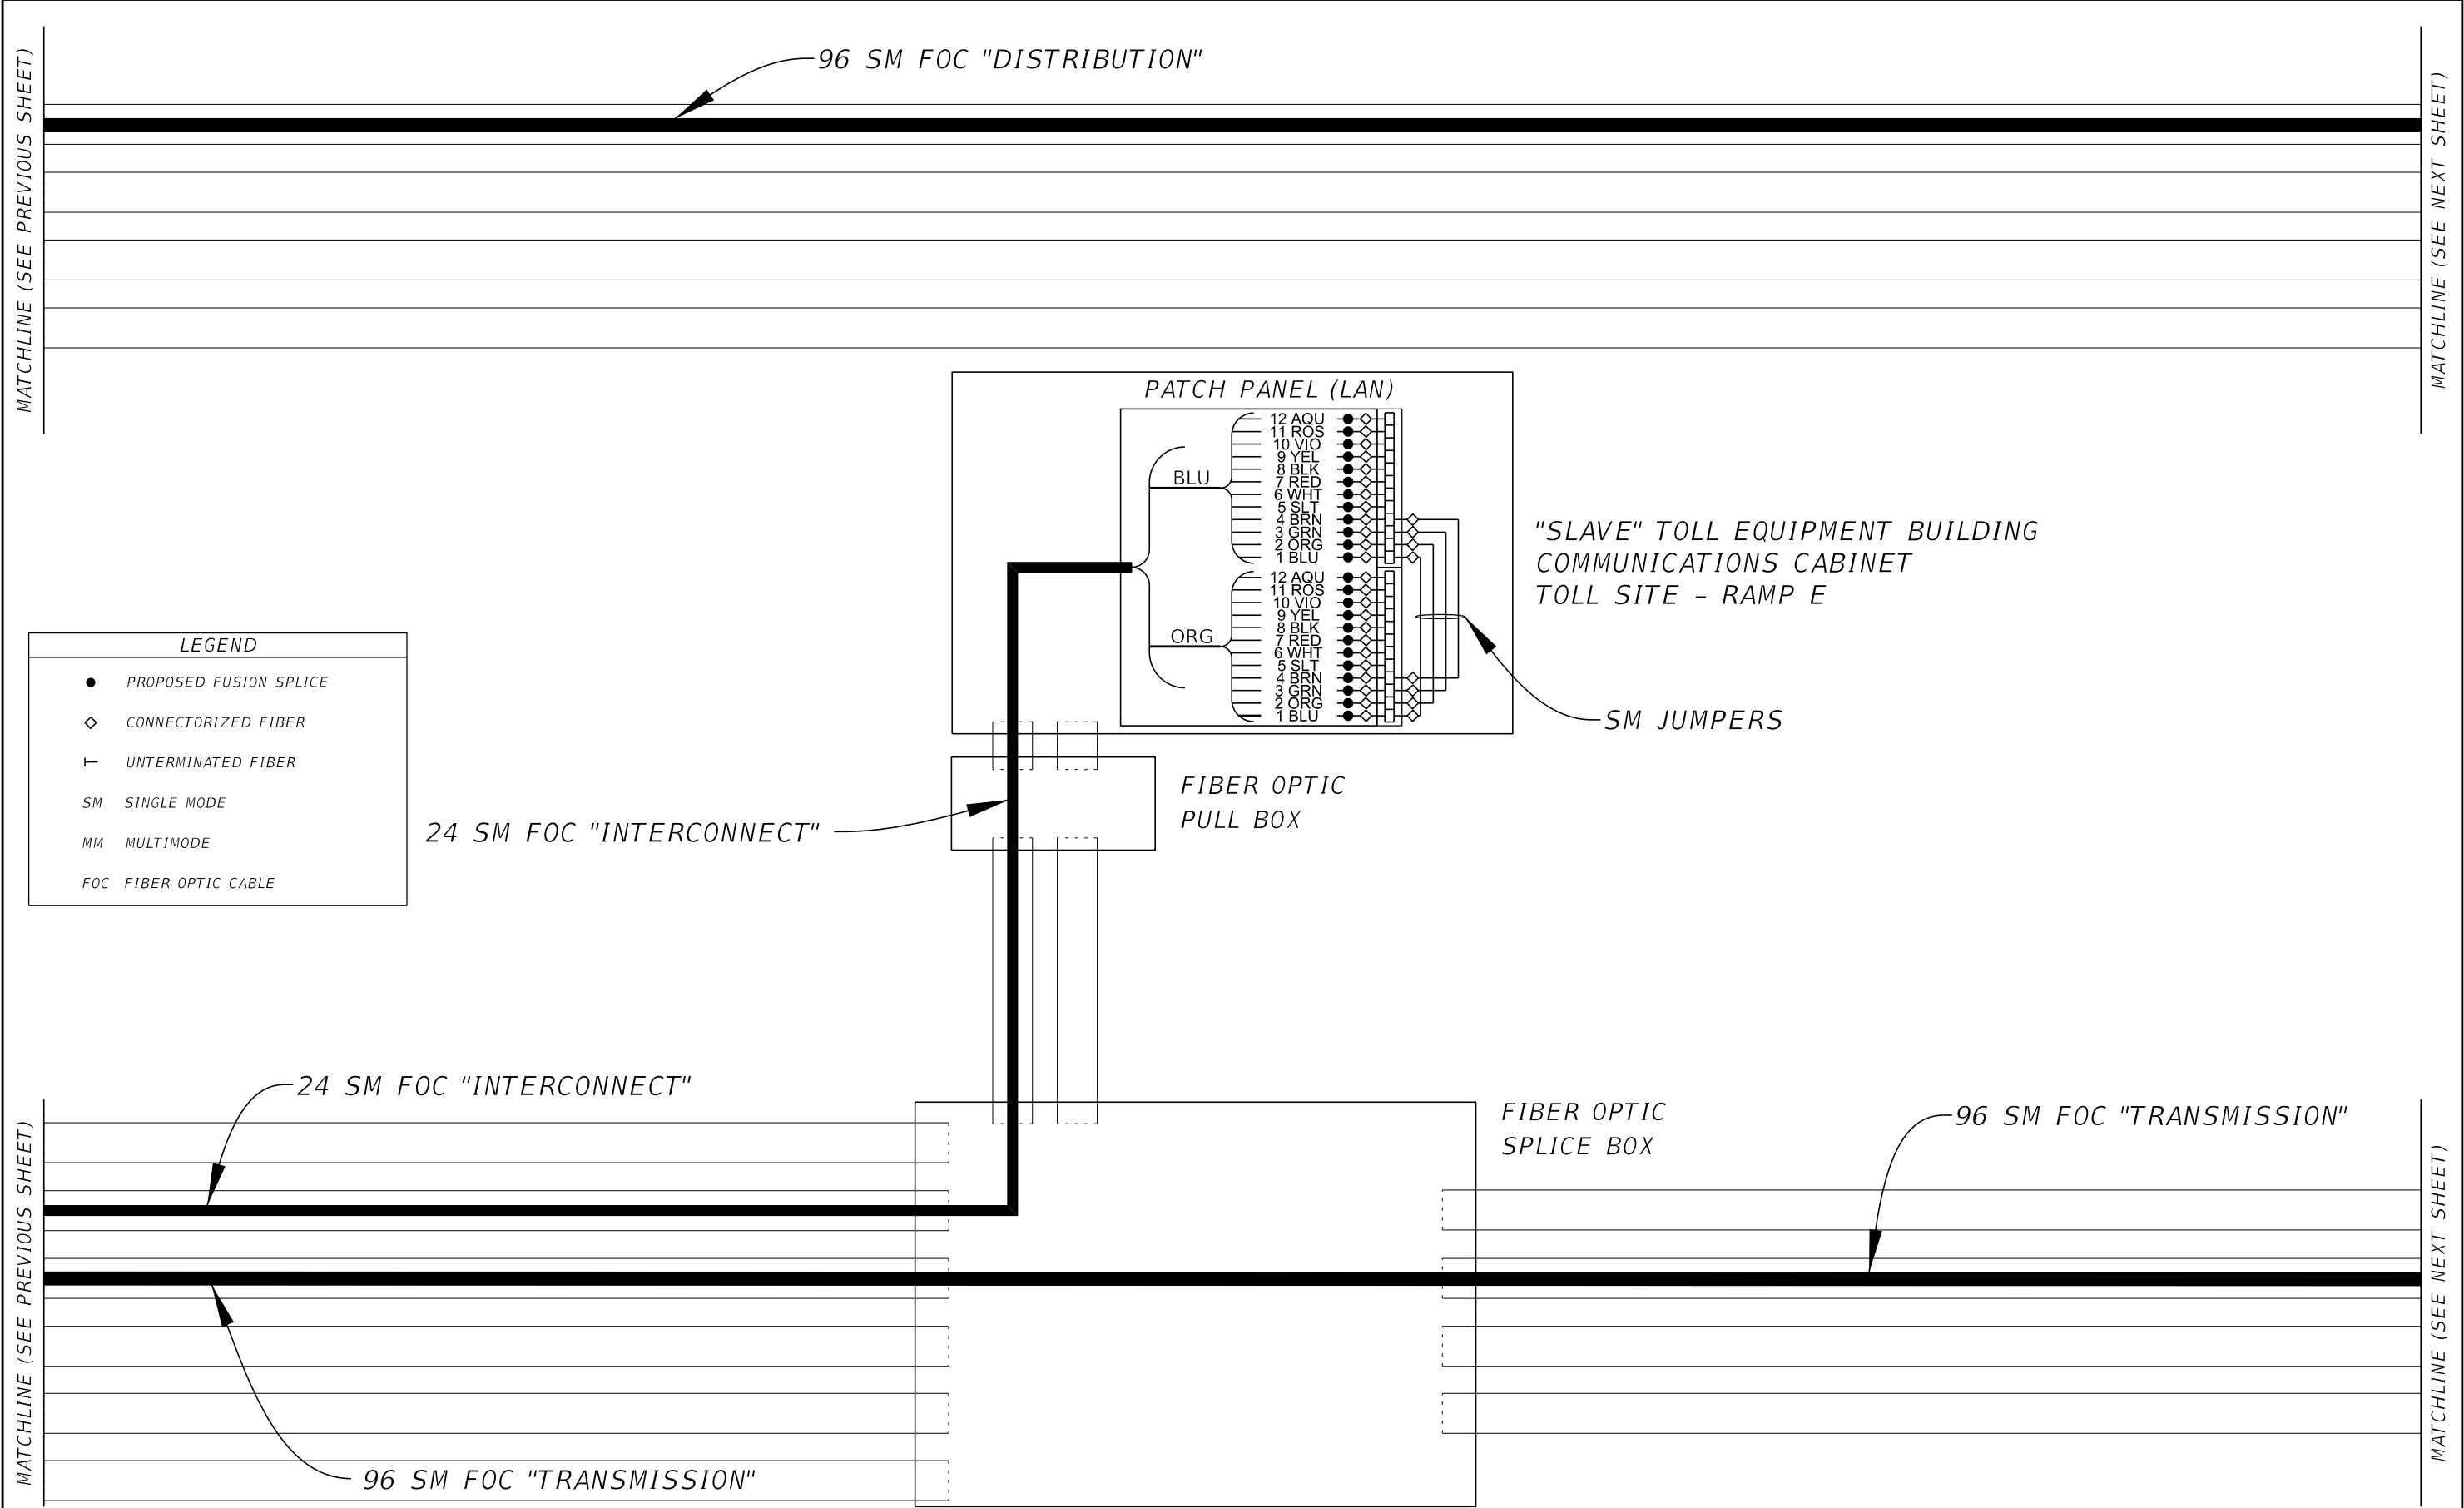 96 SM FOC "DISTRIBUTION"
MATCHLINE (SEE PREVIOUS SHEET)
MATCHLINE (SEE NEXT SHEET)
PATCH PANEL (LAN)
BLU
12 AQU
11 ROS
10 VIO
9 YEL
8 BLK
7 RED
6 WHT
5 SLT
4 BRN
3 GRN
2 ORG
1 BLU
ORG
12 AQU
11 ROS
10 VIO
9 YEL
8 BLK
7 RED
6 WHT
5 SLT
4 BRN
3 GRN
2 ORG
1 BLU
"SLAVE" TOLL EQUIPMENT BUILDING
COMMUNICATIONS CABINET
TOLL SITE - RAMP E
SM JUMPERS
LEGEND
PROPOSED FUSION SPLICE
CONNECTORIZED FIBER
UNTERMINATED FIBER
SM SINGLE MODE
MM MULTIMODE
FOC FIBER OPTIC CABLE
24 SM FOC "INTERCONNECT"
FIBER OPTIC
PULL BOX
24 SM FOC "INTERCONNECT"
FIBER OPTIC
SPLICE BOX
96 SM FOC "TRANSMISSION"
MATCHLINE (SEE PREVIOUS SHEET)
MATCHLINE (SEE NEXT SHEET)
96 SM FOC "TRANSMISSION"